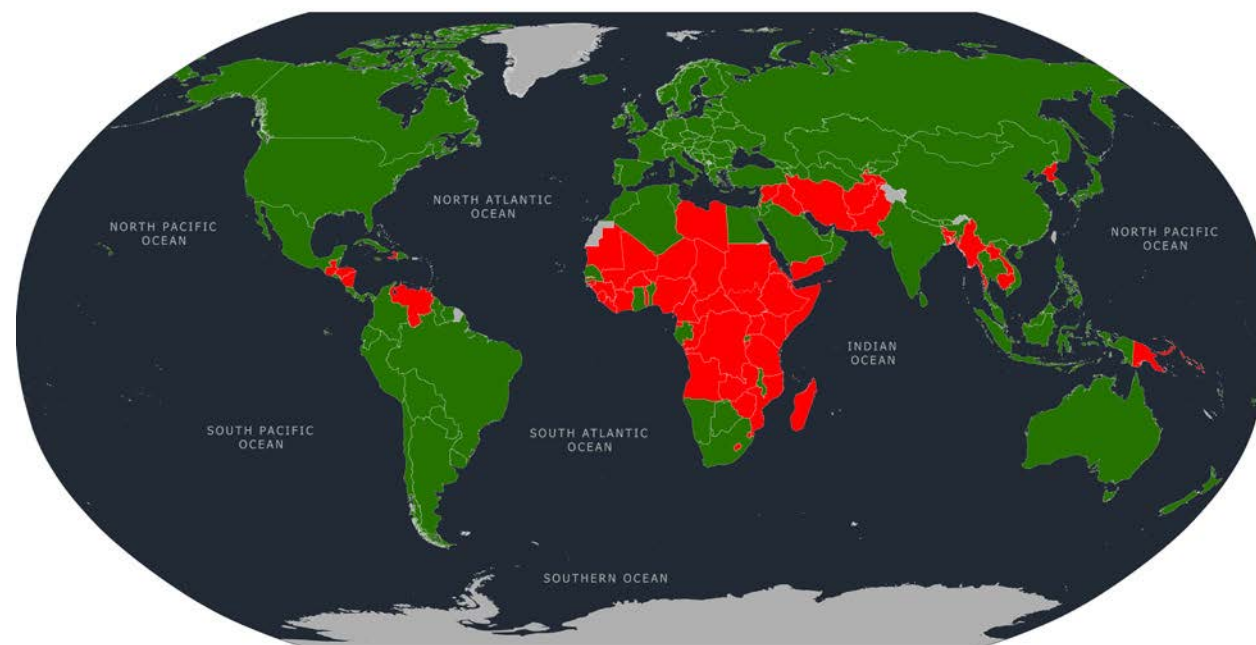 NORTH ATLANTIC
OCEAN
NORTH PACIFIC
OCEAN
NORTH PACIFIC
OCEAN
INDIAN
OCEAN
SOUTH PACIFIC
OCEAN
SOUTH ATLANTIC
OCEAN
SOUTHERN OCEAN